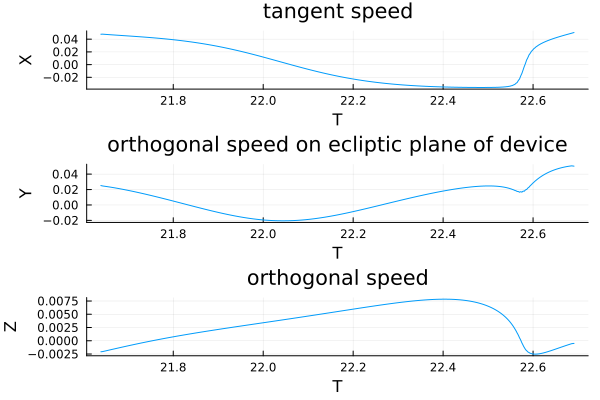 tangent speed
0.04
0.02
0.00
−0.02
X
21.8 22.0 22.2 22.4 22.6
T
orthogonal speed on ecliptic plane of device
0.04
0.02
0.00
−0.02
Y
21.8 22.0 22.2 22.4 22.6
T
orthogonal speed
0.0075
0.0050
0.0025
0.0000
−0.0025
Z
21.8 22.0 22.2 22.4 22.6
T